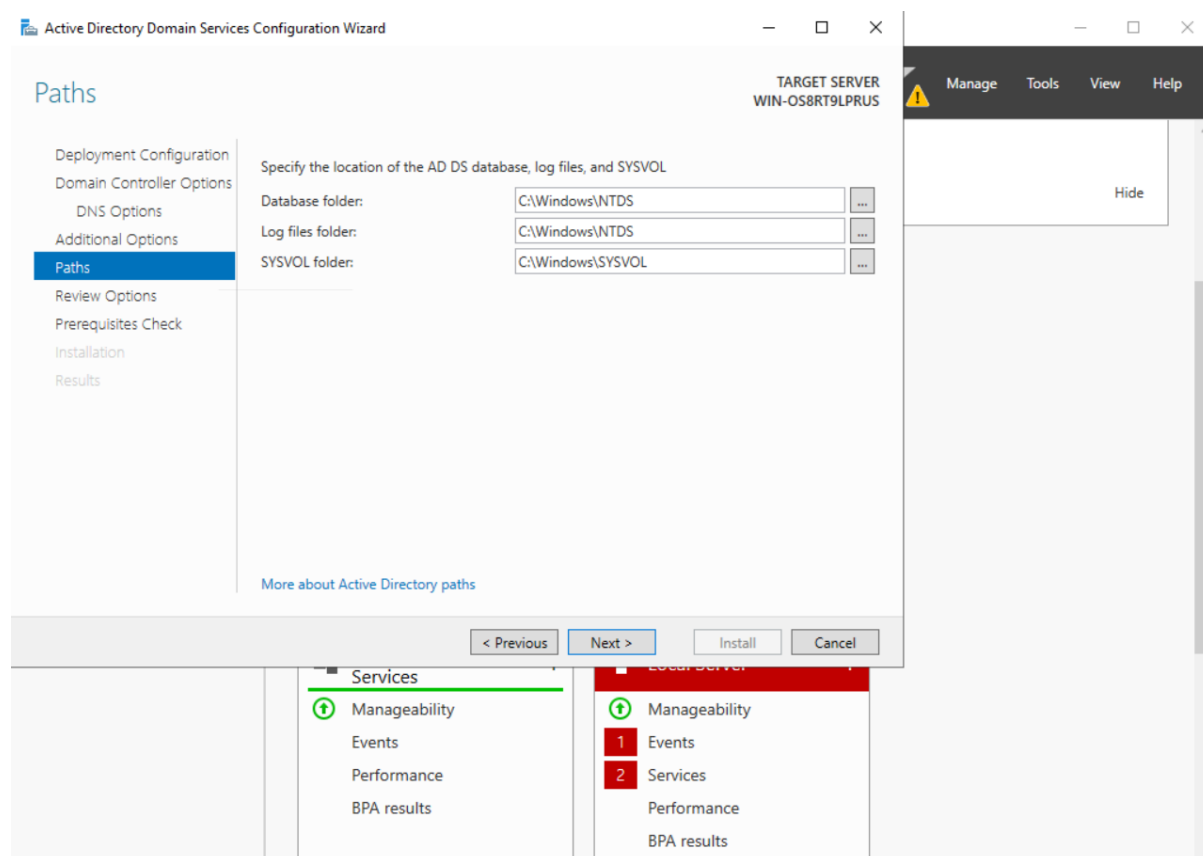 Active Directory Domain Services Configuration Wizard
Paths
TARGET SERVER
WIN-OS8RT9LPRUS
Manage Tools View Help
Deployment Configuration
Domain Controller Options
DNS Options
Additional Options
Paths
Review Options
Prerequisites Check
Installation
Results
Specify the location of the AD DS database, log files, and SYSVOL
Database folder: C:\Windows\NTDS ...
Log files folder: C:\Windows\NTDS ...
SYSVOL folder: C:\Windows\SYSVOL ...
More about Active Directory paths
Hide
< Previous Next > Install Cancel
Services
Manageability
Events
Performance
BPA results
Local Server
Manageability
1 Events
2 Services
Performance
BPA results